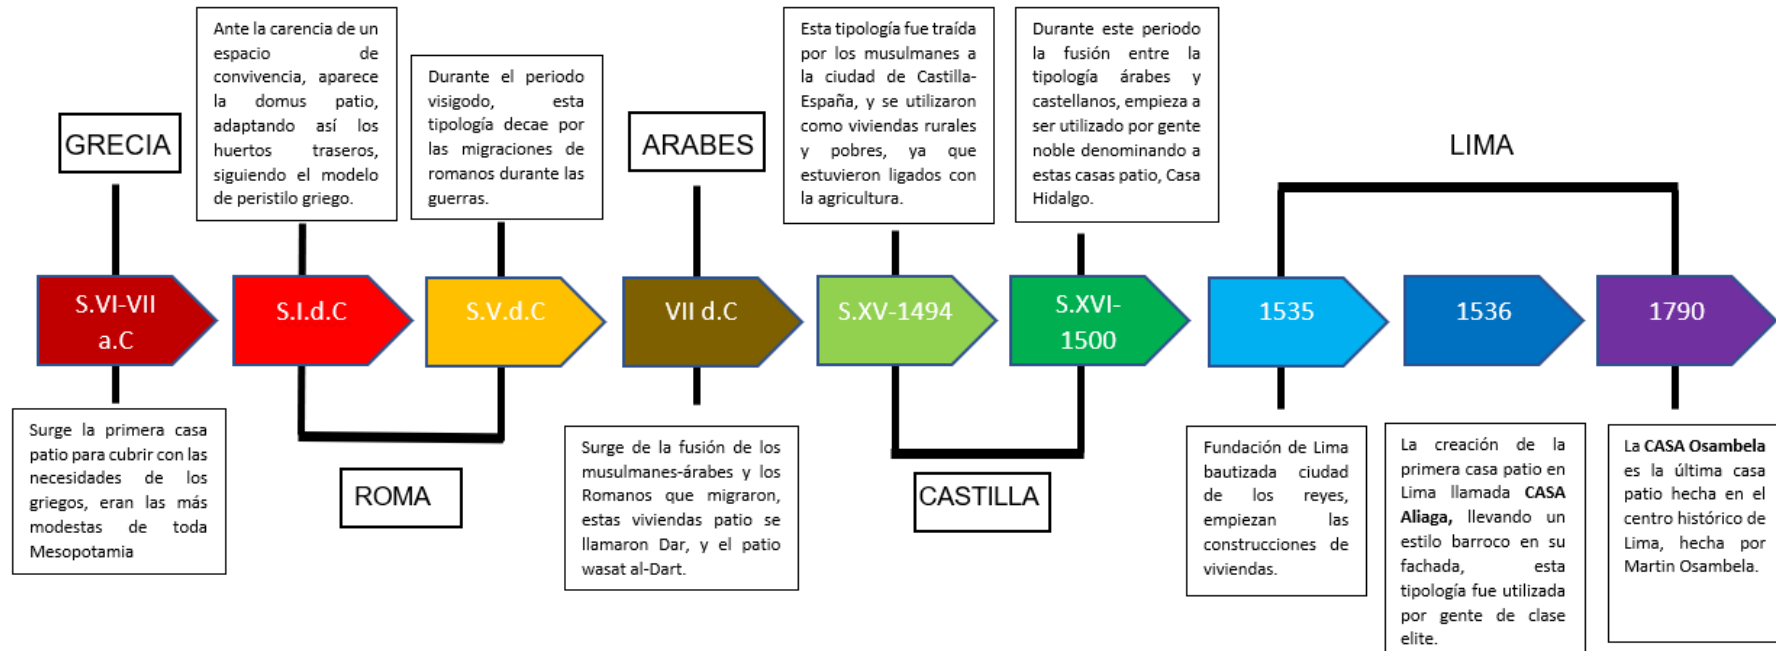 GRECIA
Ante la carencia de un
espacio de
convivencia, aparece
la domus patio,
adaptando así los
huertos traseros,
siguiendo el modelo
de peristilo griego.
Durante el periodo
visigodo, esta
tipología decae por
las migraciones de
romanos durante las
guerras.
ARABES
Esta tipología fue traída
por los musulmanes a
la ciudad de Castilla-
España, y se utilizaron
como viviendas rurales
y pobres, ya que
estuvieron ligados con
la agricultura.
Durante este periodo
la fusión entre la
tipología árabes y
castellanos, empieza a
ser utilizado por gente
noble denominando a
estas casas patio, Casa
Hidalgo.
LIMA
S.VI-VII
a.C
S.I.d.C
S.V.d.C
VII d.C
S.XV-1494
S.XVI-
1500
1535
1536
1790
Surge la primera casa
patio para cubrir con las
necesidades de los
griegos, eran las más
modestas de toda
Mesopotamia
ROMA
Surge de la fusión de los
musulmanes-árabes y los
Romanos que migraron,
estas viviendas patio se
llamaron Dar, y el patio
wasat al-Dart.
CASTILLA
Fundación de Lima
bautizada ciudad
de los reyes,
empiezan las
construcciones de
viviendas.
La creación de la
primera casa patio en
Lima llamada CASA
Aliaga, llevando un
estilo barroco en su
fachada, esta
tipología fue utilizada
por gente de clase
elite.
La CASA Osambela
es la última casa
patio hecha en el
centro histórico de
Lima, hecha por
Martin Osambela.